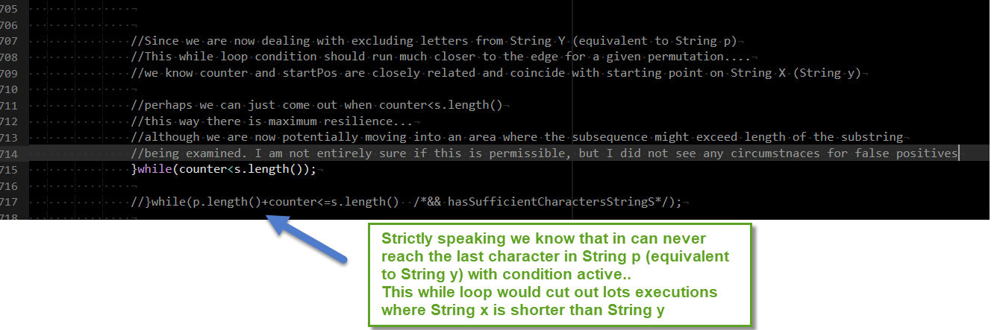 705
706
707 //Since we are now dealing with excluding letters from String Y (equivalent to String p)
708 //This while loop condition should run much closer to the edge for a given permutation....
709 //we know counter and startPos are closely related and coincide with starting point on String X (String y)
710
711 //perhaps we can just come out when counter<s.length()
712 //this way there is maximum resilience...
713 //although we are now potentially moving into an area where the subsequence might exceed length of the substring
714 //being examined. I am not entirely sure if this is permissible, but I did not see any circumstnaces for false positives
715 }while(counter<s.length());
716
717 //}while(p.length()+counter<=s.length() /*&& hasSufficientCharactersStringS*/);
718
Strictly speaking we know that in can never
reach the last character in String p (equivalent
to String y) with condition active..
This while loop would cut out lots executions
where String x is shorter than String y